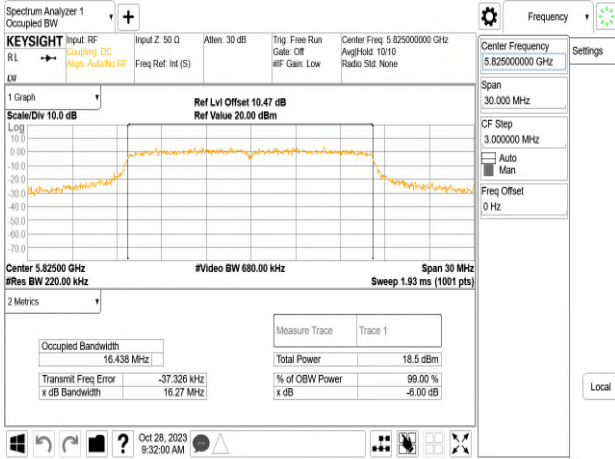 Spectrum Analyzer 1
Occupied BW
Frequency
KEYSIGHT
RL
Input: RF
Coupling: DC
Align: Auto/No RF
Input Z: 50 Ω
Freq Ref: Int (S)
Atten: 30 dB
Trig: Free Run
Gate: Off
#IF Gain: Low
Center Freq: 5.825000000 GHz
Avg|Hold: 10/10
Radio Std: None
Center Frequency
5.825000000 GHz
Settings
Span
30.000 MHz
CF Step
3.000000 MHz
Auto
Man
Freq Offset
0 Hz
Local
1 Graph
Scale/Div 10.0 dB
Ref Lvl Offset 10.47 dB
Ref Value 20.00 dBm
Log
10.0
0.00
-10.0
-20.0
-30.0
-40.0
-50.0
-60.0
-70.0
Center 5.82500 GHz
#Res BW 220.00 kHz
#Video BW 680.00 kHz
Span 30 MHz
Sweep 1.93 ms (1001 pts)
2 Metrics
Measure Trace
Trace 1
Occupied Bandwidth
16.438 MHz
Total Power
18.5 dBm
Transmit Freq Error
-37.326 kHz
% of OBW Power
99.00 %
x dB Bandwidth
16.27 MHz
x dB
-6.00 dB
?
Oct 28, 2023
9:32:00 AM